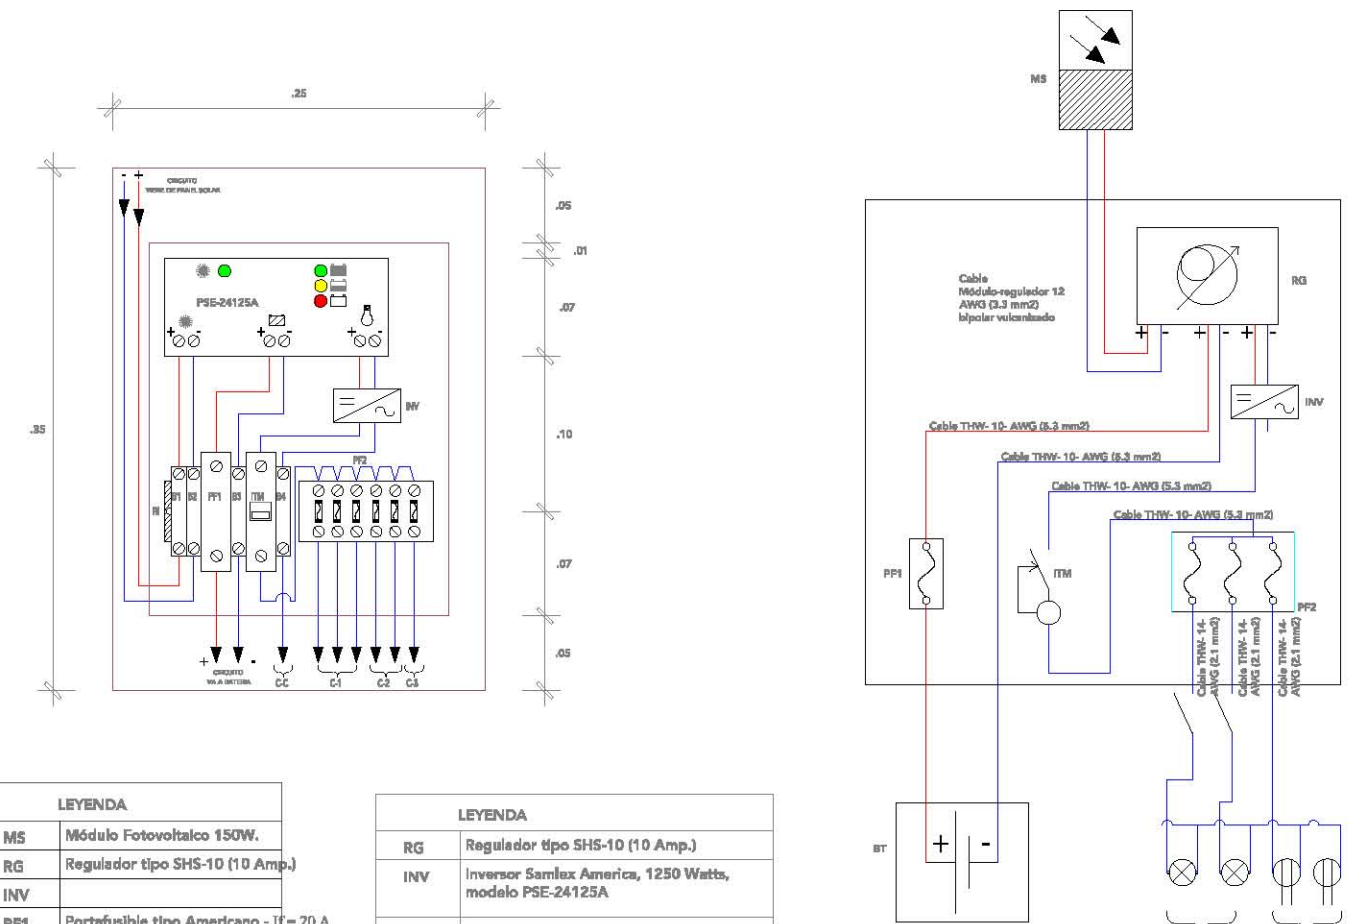 .25
- +
CIRCUITO
VIENE DE PANEL SOLAR
.05
.01
.07
.35
.10
.07
.05
PSE-24125A
+ -
+ -
+ -
INV
PF2
B1
B2
PF1
B3
ITM
B4
+ -
CIRCUITO
VA A BATERIA
C-C
C-1
C-2
C-3
MS
Cable
Módulo-regulador 12
AWG (3.3 mm2)
bipolar vulcanizado
RG
+ - + - + -
INV
Cable THW- 10- AWG (5.3 mm2)
Cable THW- 10- AWG (5.3 mm2)
Cable THW- 10- AWG (5.3 mm2)
Cable THW- 10- AWG (5.3 mm2)
PF1
ITM
PF2
Cable THW- 14-
AWG (2.1 mm2)
Cable THW- 14-
AWG (2.1 mm2)
Cable THW- 14-
AWG (2.1 mm2)
BT
+ -
LEYENDA
MS Módulo Fotovoltaico 150W.
RG Regulador tipo SHS-10 (10 Amp.)
INV
PF1 Portafusible tipo Americano - If = 20 A
LEYENDA
RG Regulador tipo SHS-10 (10 Amp.)
INV Inversor Samlex America, 1250 Watts,
modelo PSE-24125A